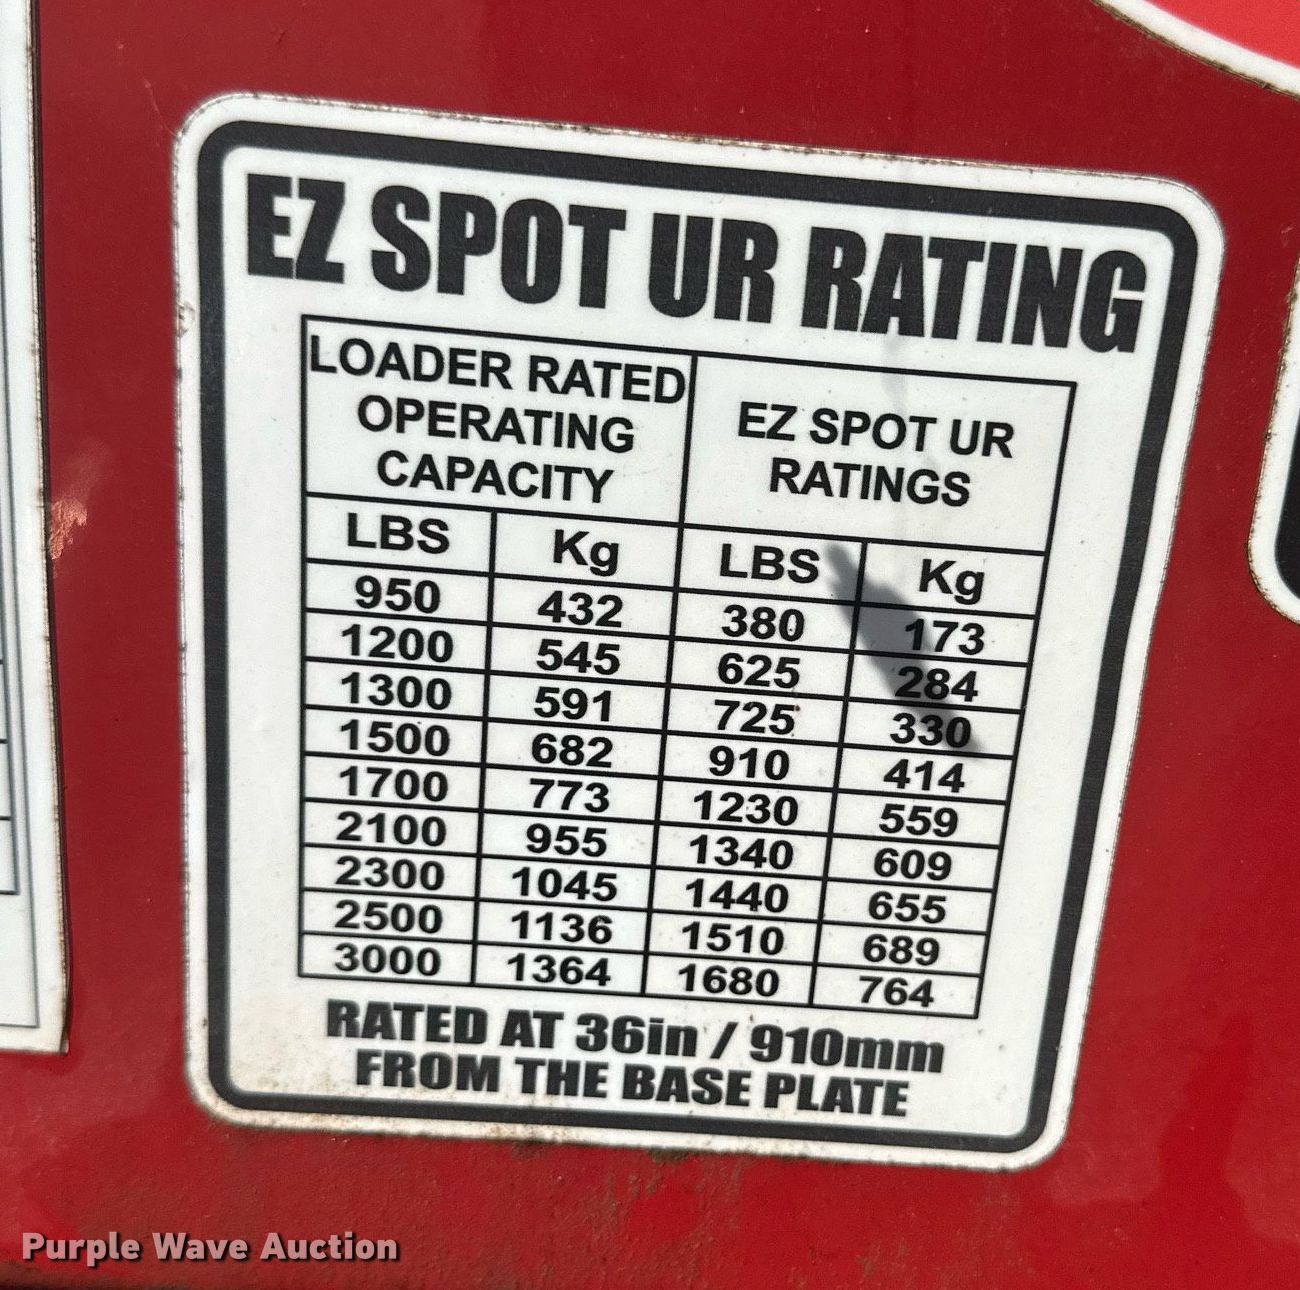 EZ SPOT UR RATING
LOADER RATED
OPERATING
CAPACITY
EZ SPOT UR
RATINGS
LBS Kg LBS Kg
950 432 380 173
1200 545 625 284
1300 591 725 330
1500 682 910 414
1700 773 1230 559
2100 955 1340 609
2300 1045 1440 655
2500 1136 1510 689
3000 1364 1680 764
RATED AT 36in / 910mm
FROM THE BASE PLATE
Purple Wave Auction